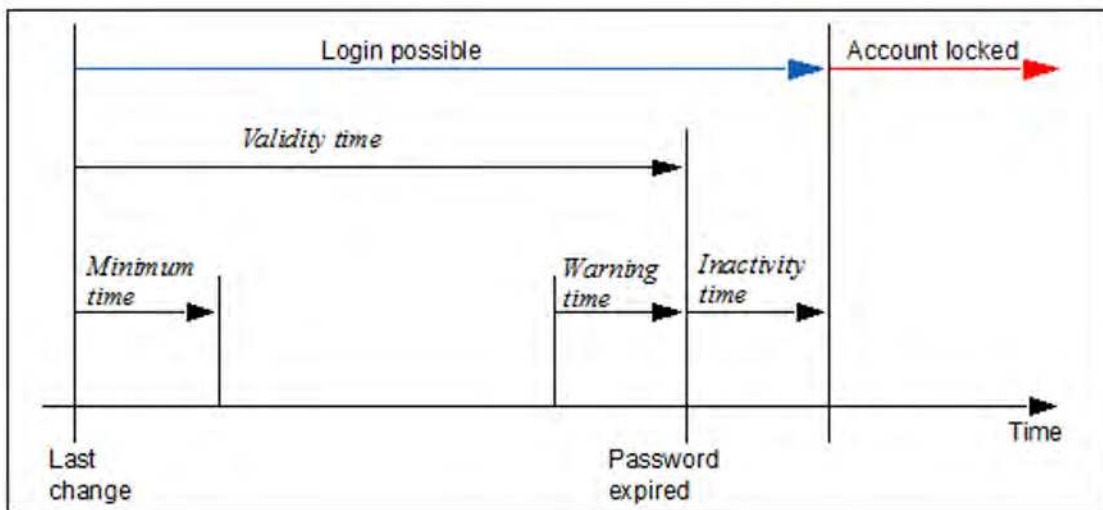 Login possible
Account locked
Validity time
Minimum
time
Warning
time
Inactivity
time
Time
Last
change
Password
expired